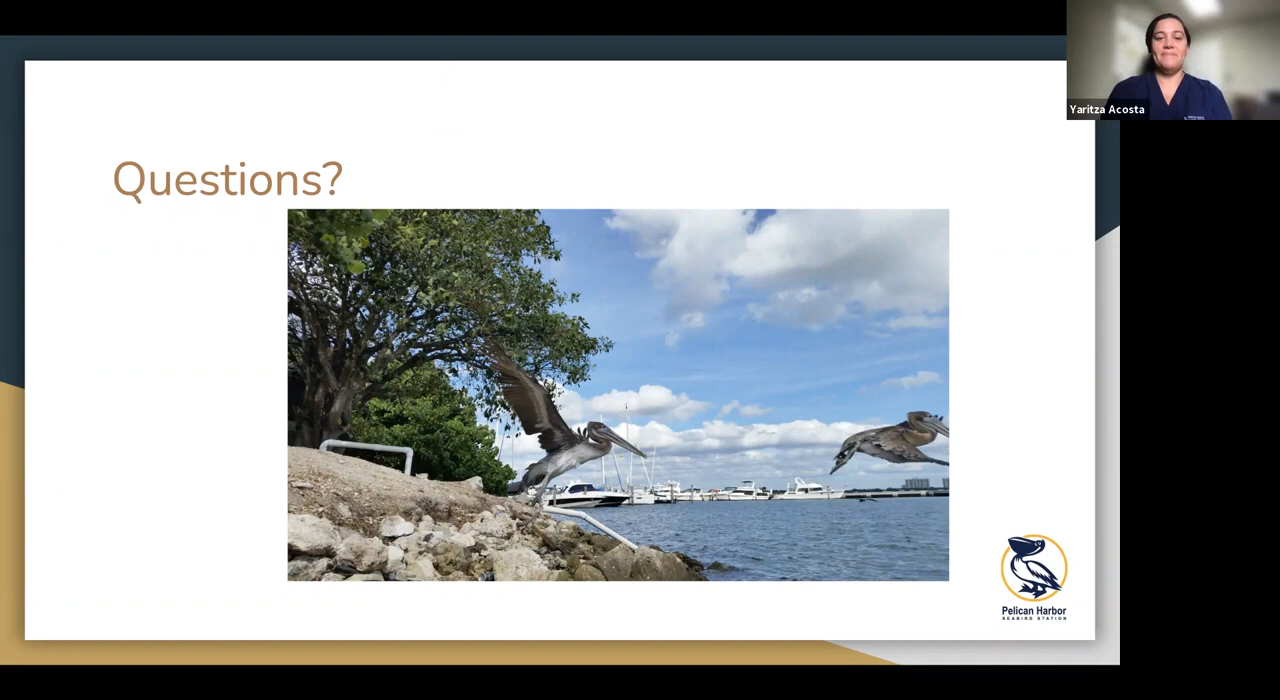 Yaritza Acosta
Questions?
Pelican Harbor
SEABIRD STATION